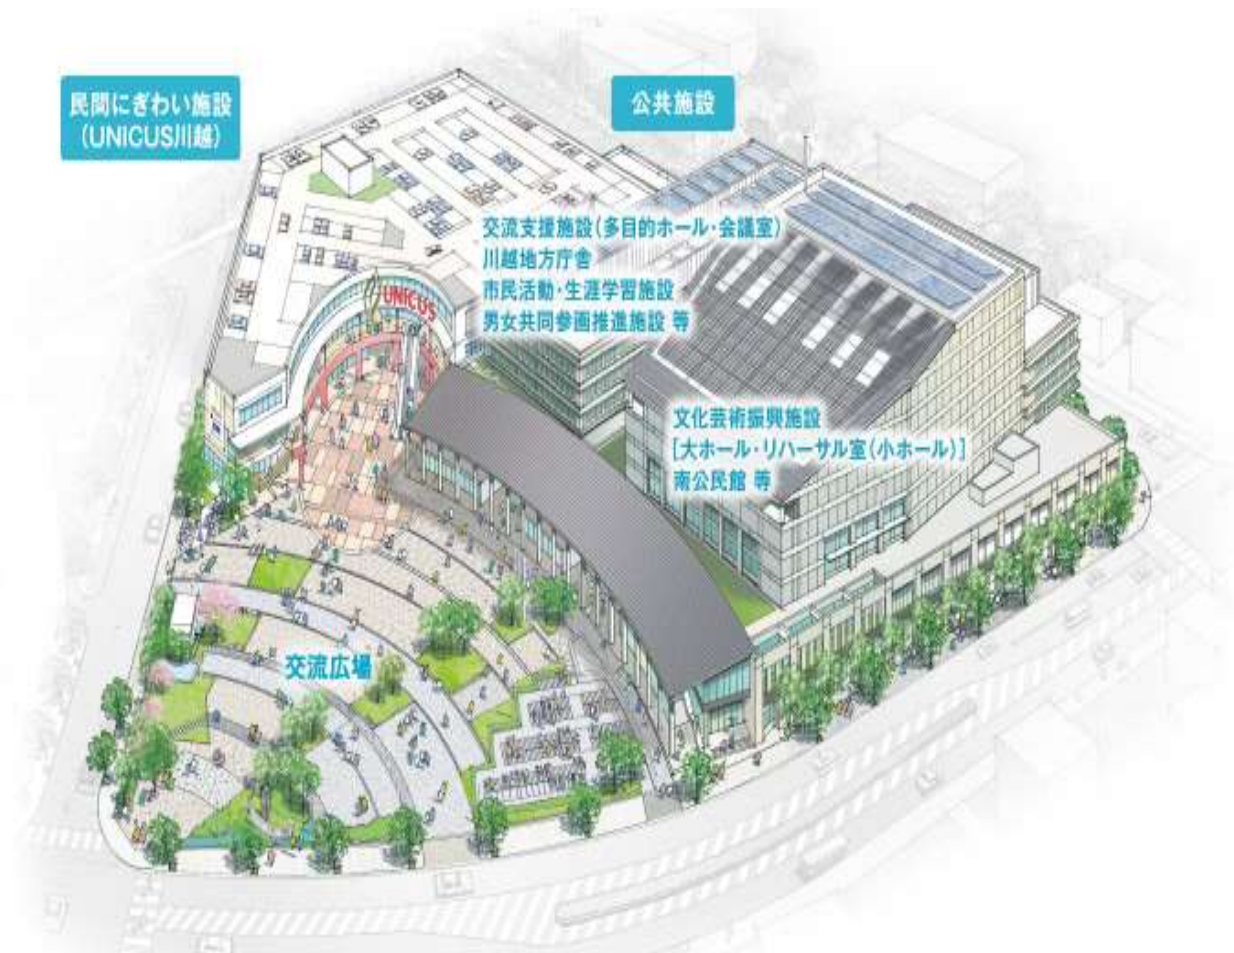 民間にぎわい施設
(UNICUS川越)
公共施設
交流支援施設(多目的ホール・会議室)
川越地方庁舎
市民活動・生涯学習施設
男女共同参画推進施設 等
UNICUS
文化芸術振興施設
[大ホール・リハーサル室(小ホール)]
南公民館 等
交流広場